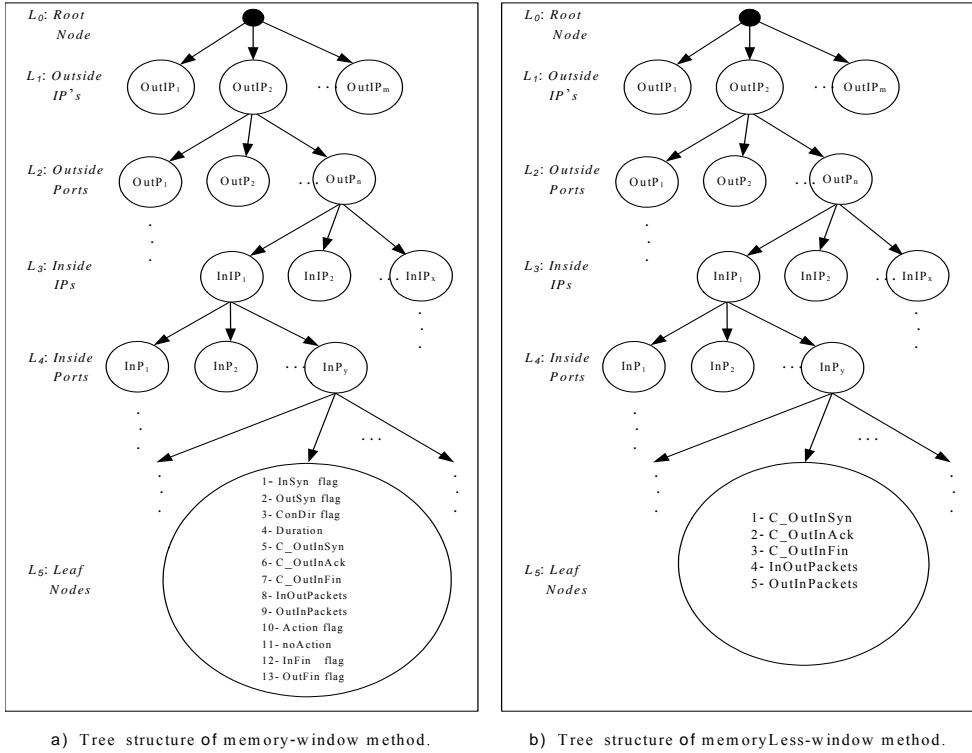 L₀: Root
Node
L₁: Outside
IP's
OutIP₁
OutIP₂
...
OutIPₘ
L₂: Outside
Ports
OutP₁
OutP₂
...
OutPₙ
L₃: Inside
IPs
InIP₁
InIP₂
...
InIPₓ
L₄: Inside
Ports
InP₁
InP₂
...
InPᵧ
...
L₅: Leaf
Nodes
1- InSyn flag
2- OutSyn flag
3- ConDir flag
4- Duration
5- C_OutInSyn
6- C_OutInAck
7- C_OutInFin
8- InOutPackets
9- OutInPackets
10- Action flag
11- noAction
12- InFin flag
13- OutFin flag
a) Tree structure of memory-window method.
L₀: Root
Node
L₁: Outside
IP's
OutIP₁
OutIP₂
...
OutIPₘ
L₂: Outside
Ports
OutP₁
OutP₂
...
OutPₙ
L₃: Inside
IPs
InIP₁
InIP₂
...
InIPₓ
L₄: Inside
Ports
InP₁
InP₂
...
InPᵧ
...
L₅: Leaf
Nodes
1- C_OutInSyn
2- C_OutInAck
3- C_OutInFin
4- InOutPackets
5- OutInPackets
b) Tree structure of memoryLess-window method.